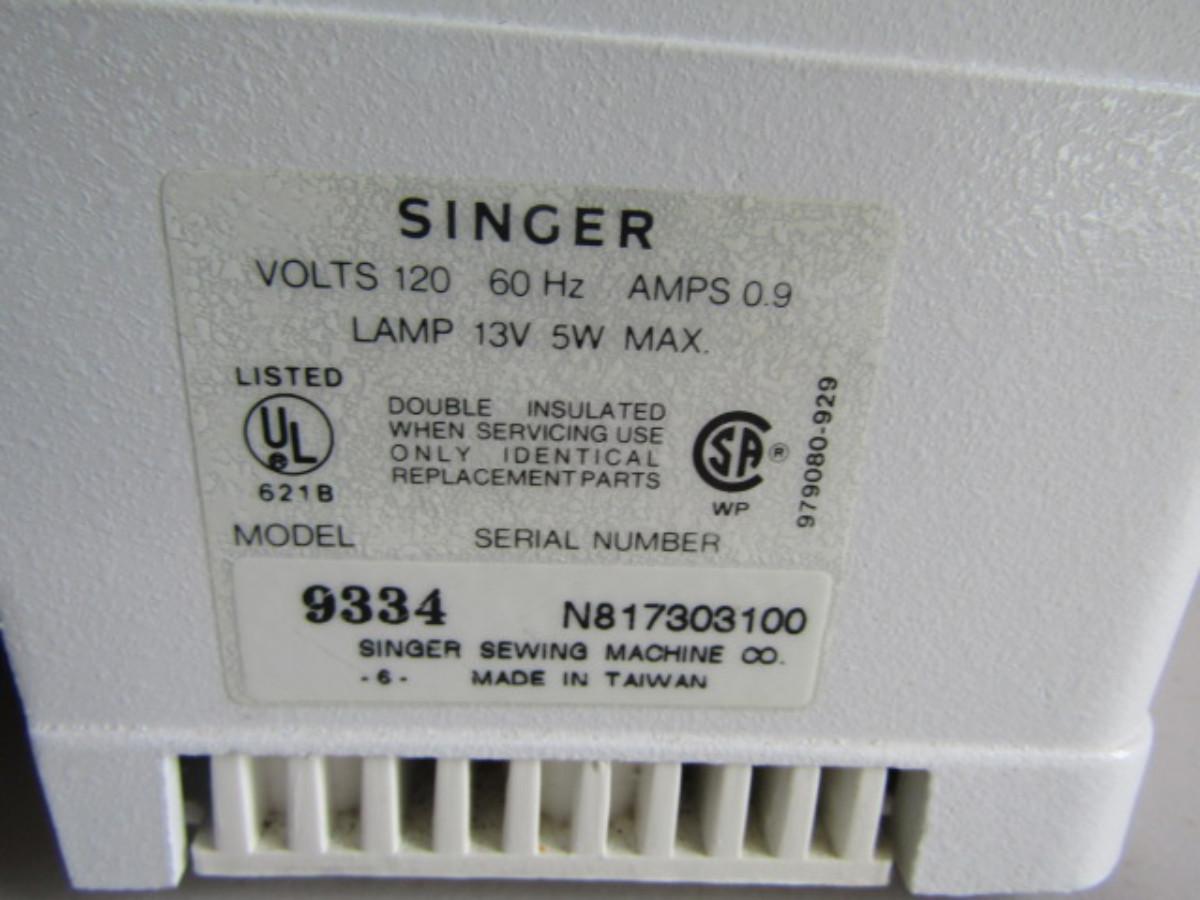 SINGER
VOLTS 120 60 Hz AMPS 0.9
LAMP 13V 5W MAX.
LISTED
UL ®
621B
DOUBLE INSULATED
WHEN SERVICING USE
ONLY IDENTICAL
REPLACEMENT PARTS
SA ®
WP
979080-929
MODEL SERIAL NUMBER
9334 N817303100
SINGER SEWING MACHINE CO.
-6- MADE IN TAIWAN